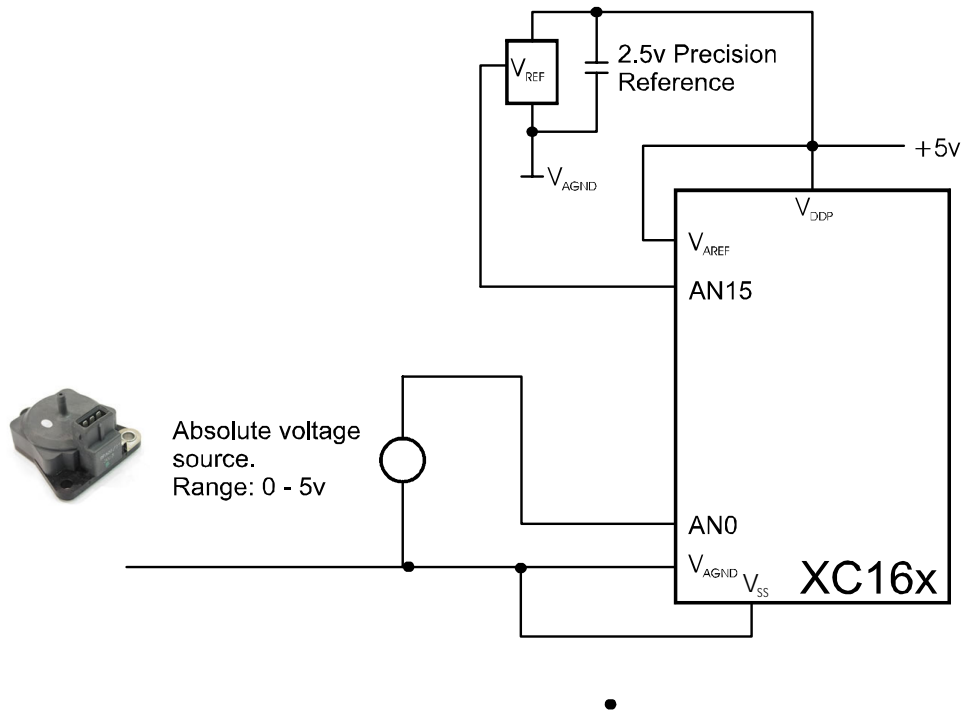 2.5v Precision
Reference
VREF
+5v
VAGND
VDDP
VAREF
AN15
Absolute voltage
source.
Range: 0 - 5v
AN0
VAGND
VSS
XC16x